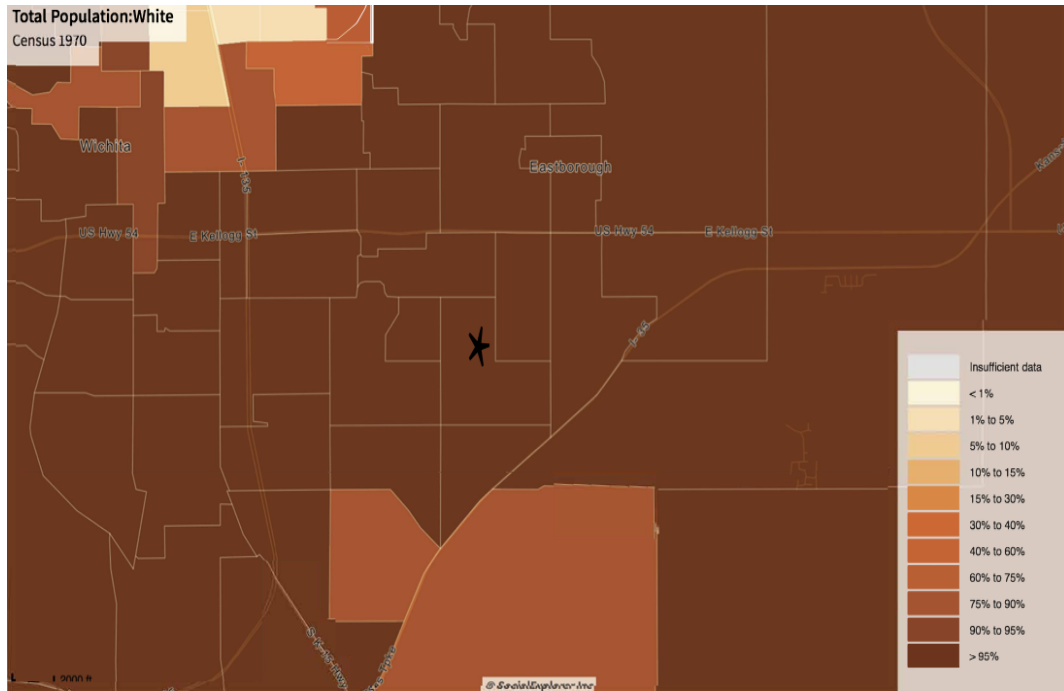 Total Population:White
Census 1970
Wichita
I-135
Eastborough
US Hwy 54
E Kellogg St
US Hwy 54
E Kellogg St
I-35
S K-15 Hwy
2000 ft
© SocialExplorer Inc
Insufficient data
< 1%
1% to 5%
5% to 10%
10% to 15%
15% to 30%
30% to 40%
40% to 60%
60% to 75%
75% to 90%
90% to 95%
> 95%